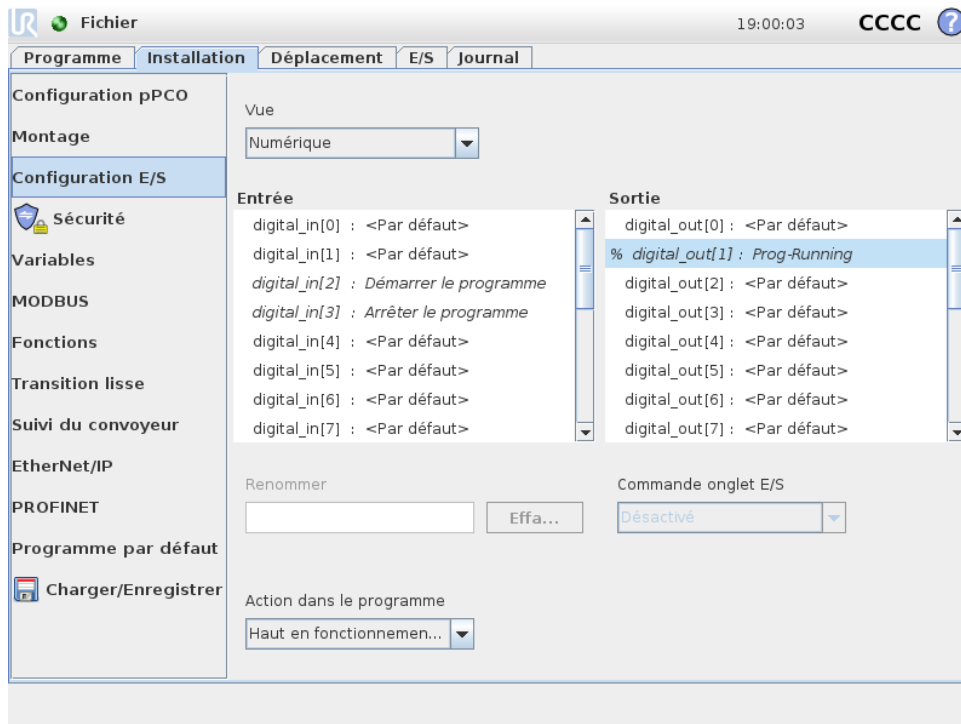 UR Fichier 19:00:03 CCCC ?
Programme Installation Déplacement E/S Journal
Configuration pPCO
Montage
Configuration E/S
Sécurité
Variables
MODBUS
Fonctions
Transition lisse
Suivi du convoyeur
EtherNet/IP
PROFINET
Programme par défaut
Charger/Enregistrer
Vue
Numérique
Entrée
digital_in[0] : <Par défaut>
digital_in[1] : <Par défaut>
digital_in[2] : Démarrer le programme
digital_in[3] : Arrêter le programme
digital_in[4] : <Par défaut>
digital_in[5] : <Par défaut>
digital_in[6] : <Par défaut>
digital_in[7] : <Par défaut>
Sortie
digital_out[0] : <Par défaut>
% digital_out[1] : Prog-Running
digital_out[2] : <Par défaut>
digital_out[3] : <Par défaut>
digital_out[4] : <Par défaut>
digital_out[5] : <Par défaut>
digital_out[6] : <Par défaut>
digital_out[7] : <Par défaut>
Renommer
Effa...
Commande onglet E/S
Désactivé
Action dans le programme
Haut en fonctionnemen...